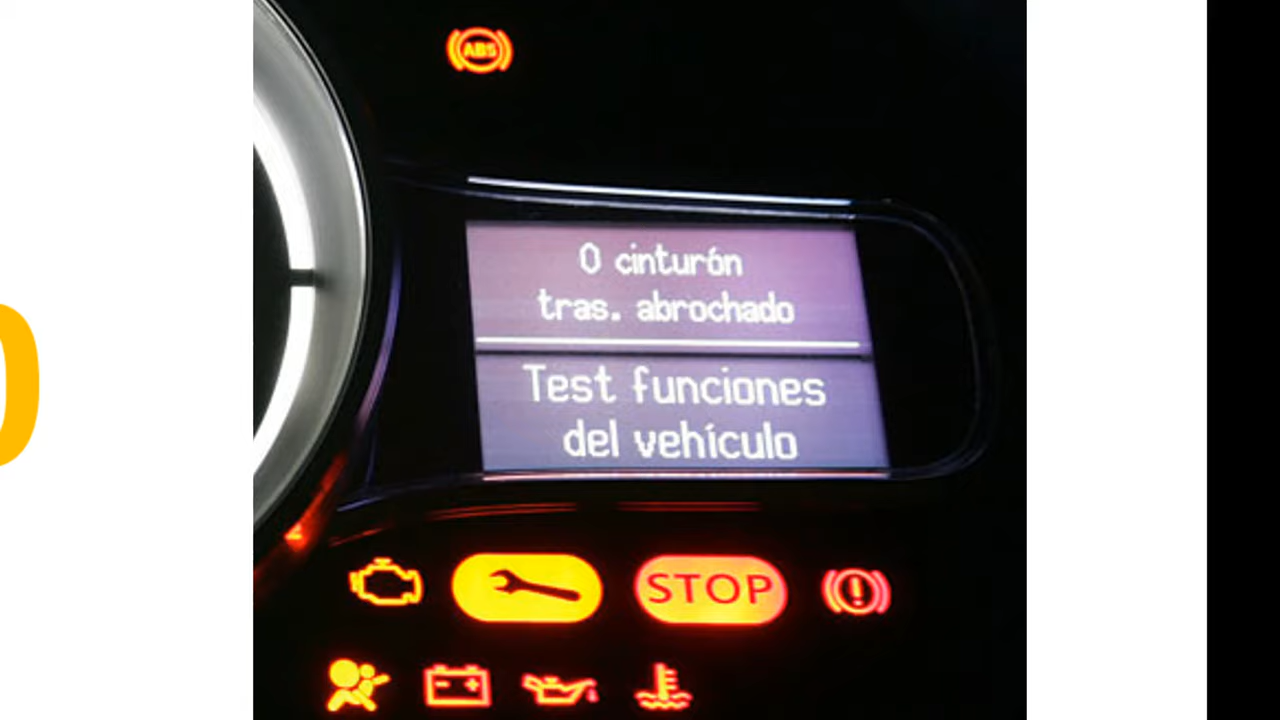 ABS
0 cinturón
tras. abrochado
Test funciones
del vehículo
STOP